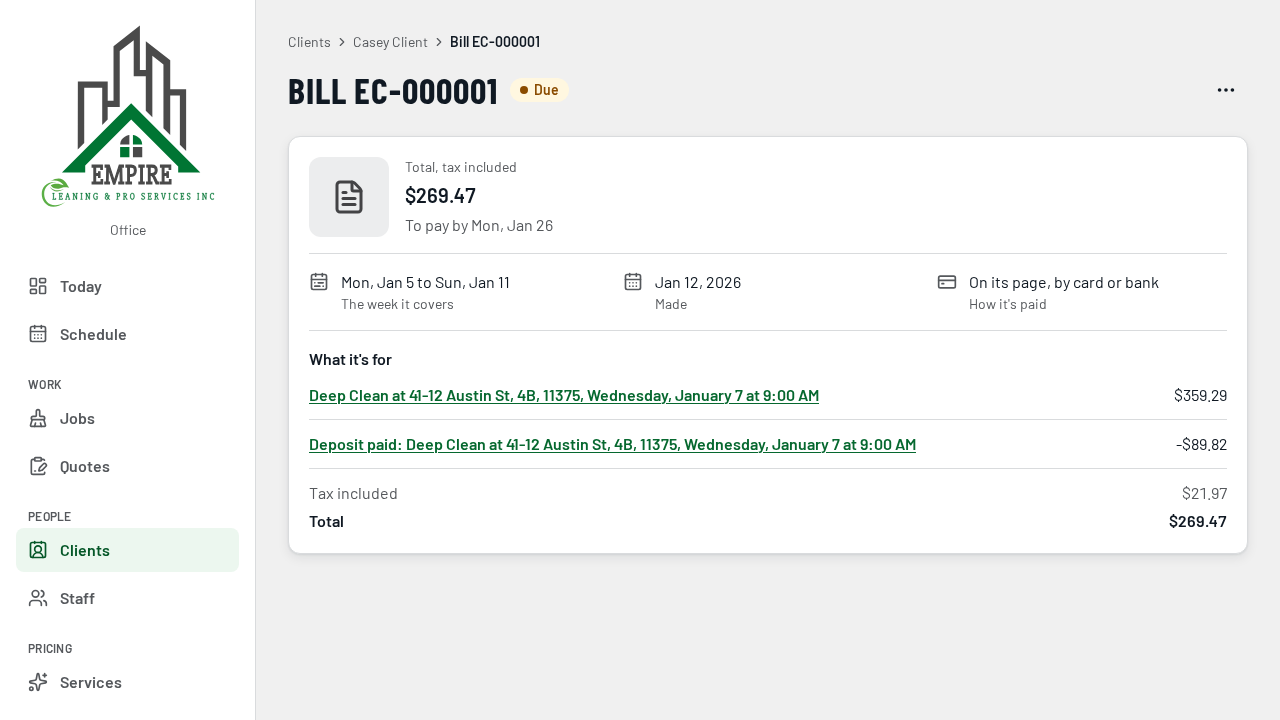 EMPIRE
LEANING & PRO SERVICES INC
Office
Today
Schedule
WORK
Jobs
Quotes
PEOPLE
Clients
Staff
PRICING
Services
Clients > Casey Client > Bill EC-000001
BILL EC-000001 Due
Total, tax included
$269.47
To pay by Mon, Jan 26
Mon, Jan 5 to Sun, Jan 11
The week it covers
Jan 12, 2026
Made
On its page, by card or bank
How it's paid
What it's for
Deep Clean at 41-12 Austin St, 4B, 11375, Wednesday, January 7 at 9:00 AM $359.29
Deposit paid: Deep Clean at 41-12 Austin St, 4B, 11375, Wednesday, January 7 at 9:00 AM -$89.82
Tax included $21.97
Total $269.47